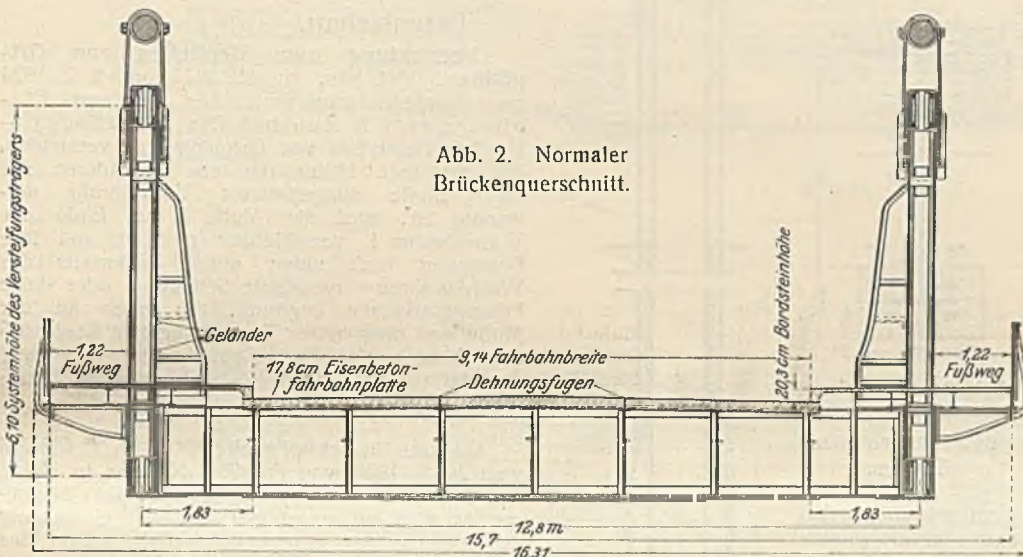 Abb. 2. Normaler
Brückenquerschnitt.
6,10 Systemhöhe des Versteifungsträgers
Geländer
1,22
Fußweg
17,8 cm Eisenbeton-
fahrbahnplatte
9,14 Fahrbahnbreite
Dehnungsfugen
20,3 cm Bordsteinhöhe
1,22
Fußweg
1,83
12,8 m
1,83
15,7
16,31